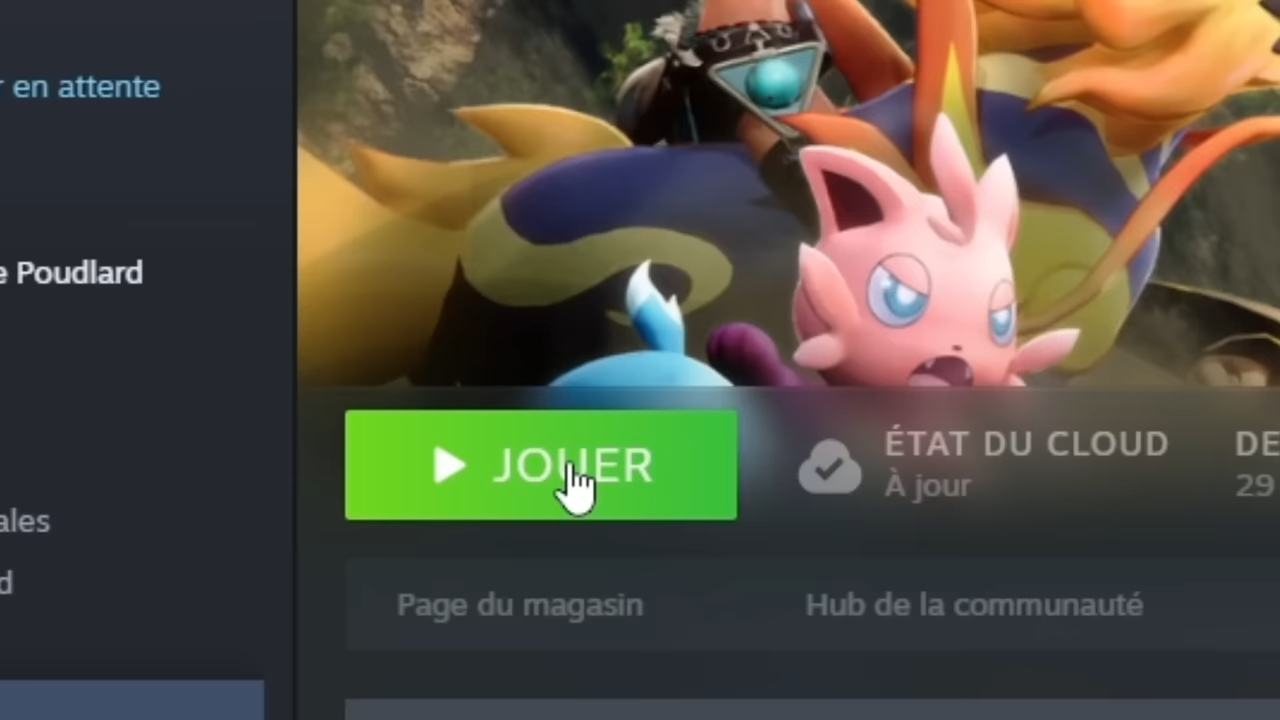 r en attente
e Poudlard
ales
d
JOUER
ÉTAT DU CLOUD
À jour
DE
29
Page du magasin
Hub de la communauté